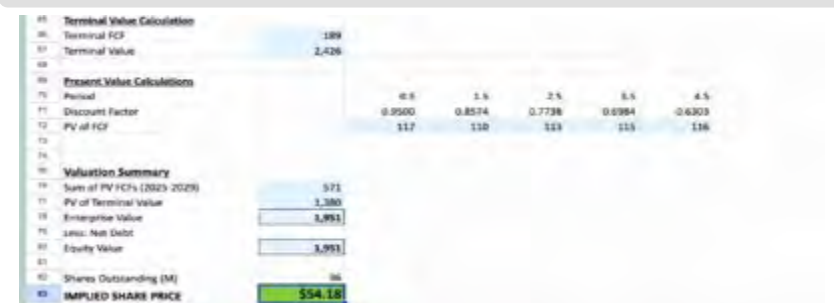 Terminal Value Calculation
Terminal FCF 189
Terminal Value 2,426
Present Value Calculations
Period 0.5 1.5 2.5 3.5 4.5
Discount Factor 0.9500 0.8574 0.7738 0.6984 0.6303
PV of FCF 117 110 113 115 116
Valuation Summary
Sum of PV FCFs (2025-2029) 571
PV of Terminal Value 1,380
Enterprise Value 1,951
Less: Net Debt
Equity Value 1,951
Shares Outstanding (M) 36
IMPLIED SHARE PRICE $54.18